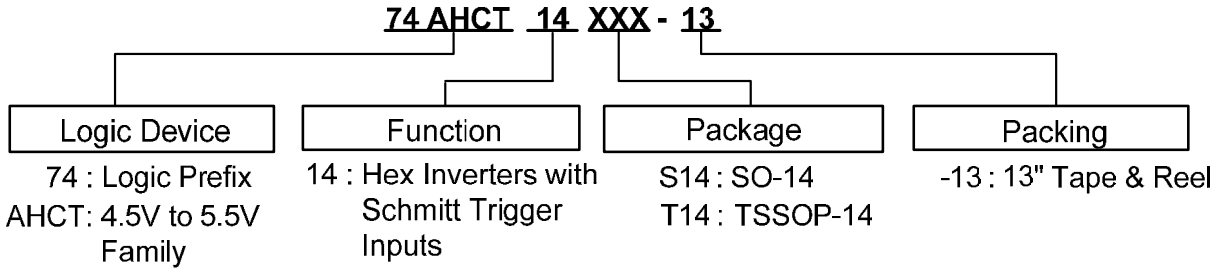 74 AHCT 14 XXX - 13
Logic Device
74 : Logic Prefix
AHCT: 4.5V to 5.5V
Family
Function
14 : Hex Inverters with
Schmitt Trigger
Inputs
Package
S14 : SO-14
T14 : TSSOP-14
Packing
-13 : 13" Tape & Reel